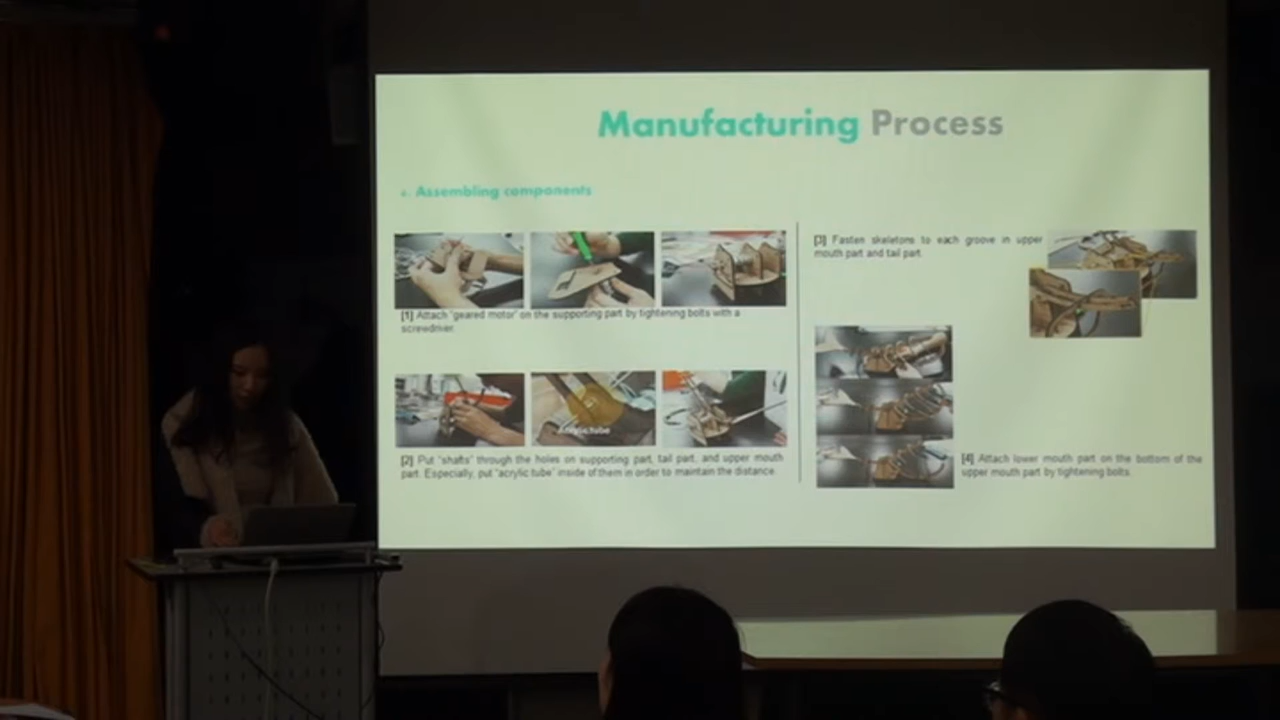 Manufacturing Process
Assembling components
[1] Attach "geared motor" on the supporting part by tightening bolts with a
screwdriver.
[2] Put "shafts" through the holes on supporting part, tail part, and upper mouth
part. Especially, put "acrylic tube" inside of them in order to maintain the distance.
[3] Fasten skeletons to each groove in upper
mouth part and tail part.
[4] Attach lower mouth part on the bottom of the
upper mouth part by tightening bolts.